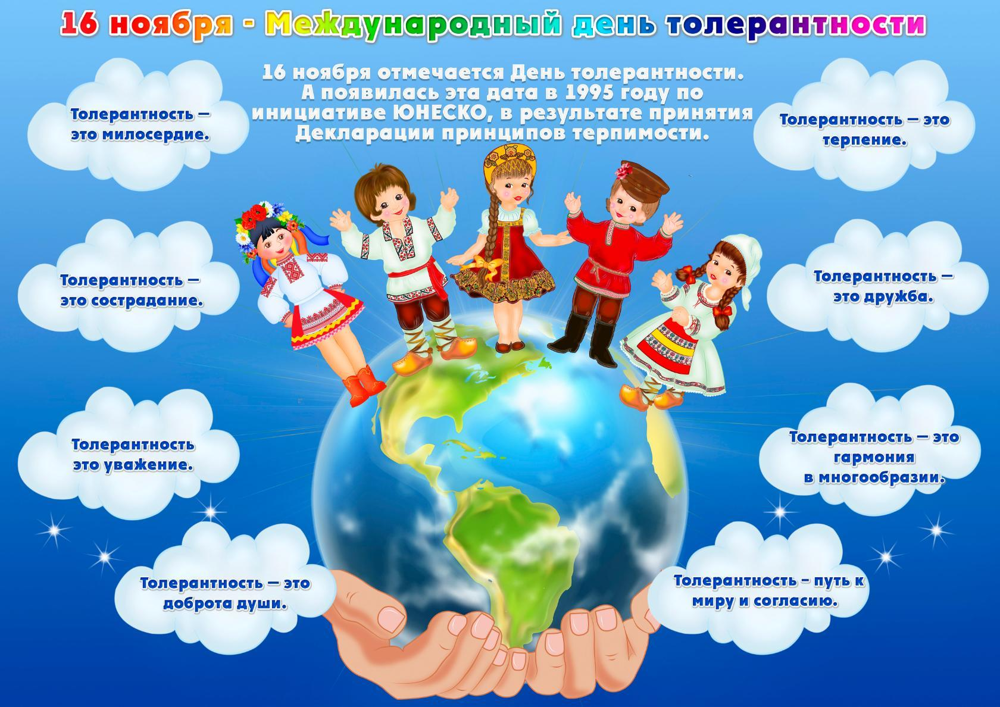 16 ноября - Международный день толерантности
16 ноября отмечается День толерантности.
А появилась эта дата в 1995 году по
инициативе ЮНЕСКО, в результате принятия
Декларации принципов терпимости.
Толерантность –
это милосердие.
Толерантность – это
терпение.
Толерантность –
это сострадание.
Толерантность –
это дружба.
Толерантность
это уважение.
Толерантность – это
гармония
в многообразии.
Толерантность – это
доброта души.
Толерантность - путь к
миру и согласию.